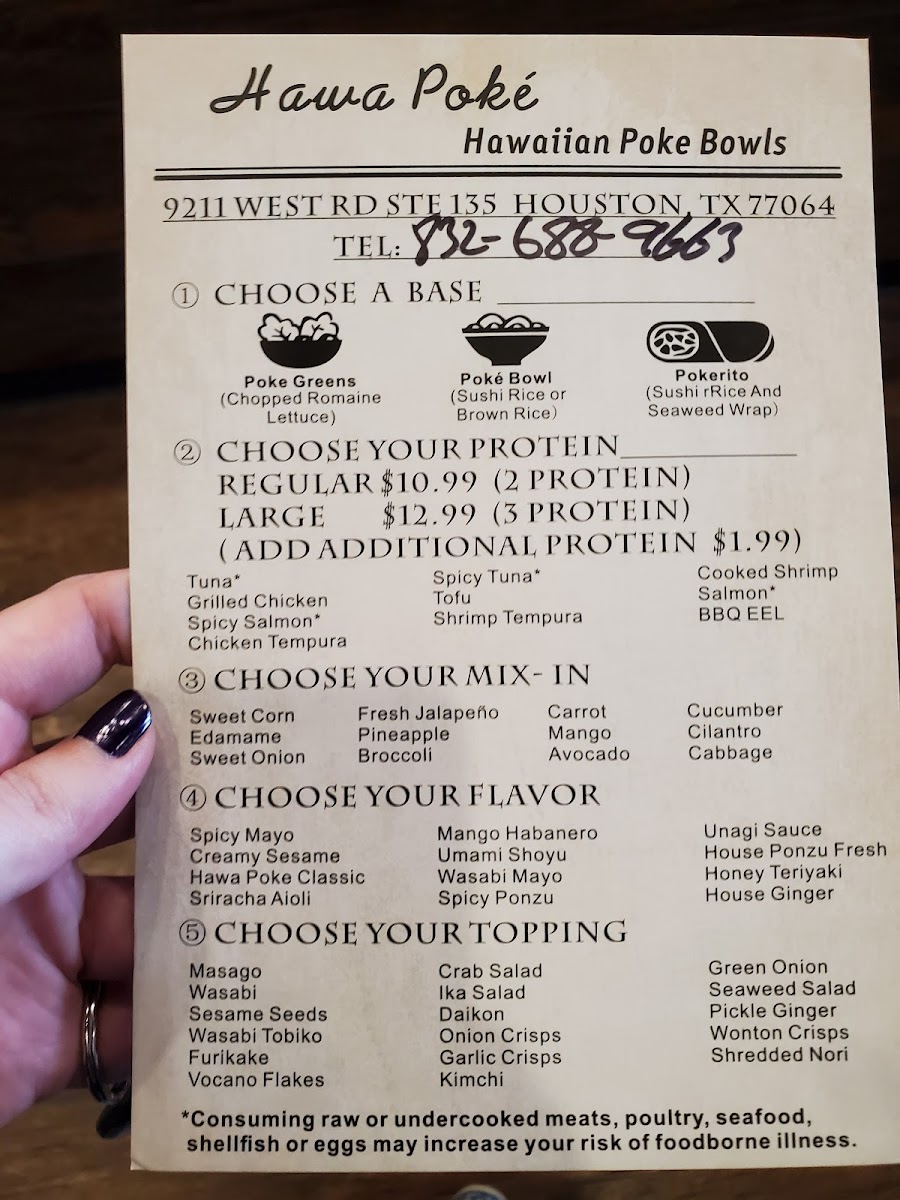 Hawa Poké
Hawaiian Poke Bowls
9211 WEST RD STE 135 HOUSTON, TX 77064
TEL: 832-688-9663
① CHOOSE A BASE
Poke Greens
(Chopped Romaine
Lettuce)
Poké Bowl
(Sushi Rice or
Brown Rice)
Pokerito
(Sushi rRice And
Seaweed Wrap)
② CHOOSE YOUR PROTEIN
REGULAR $10.99 (2 PROTEIN)
LARGE $12.99 (3 PROTEIN)
(ADD ADDITIONAL PROTEIN $1.99)
Tuna* Spicy Tuna* Cooked Shrimp
Grilled Chicken Tofu Salmon*
Spicy Salmon* Shrimp Tempura BBQ EEL
Chicken Tempura
③ CHOOSE YOUR MIX- IN
Sweet Corn Fresh Jalapeño Carrot Cucumber
Edamame Pineapple Mango Cilantro
Sweet Onion Broccoli Avocado Cabbage
④ CHOOSE YOUR FLAVOR
Spicy Mayo Mango Habanero Unagi Sauce
Creamy Sesame Umami Shoyu House Ponzu Fresh
Hawa Poke Classic Wasabi Mayo Honey Teriyaki
Sriracha Aioli Spicy Ponzu House Ginger
⑤ CHOOSE YOUR TOPPING
Masago Crab Salad Green Onion
Wasabi Ika Salad Seaweed Salad
Sesame Seeds Daikon Pickle Ginger
Wasabi Tobiko Onion Crisps Wonton Crisps
Furikake Garlic Crisps Shredded Nori
Vocano Flakes Kimchi
*Consuming raw or undercooked meats, poultry, seafood,
shellfish or eggs may increase your risk of foodborne illness.